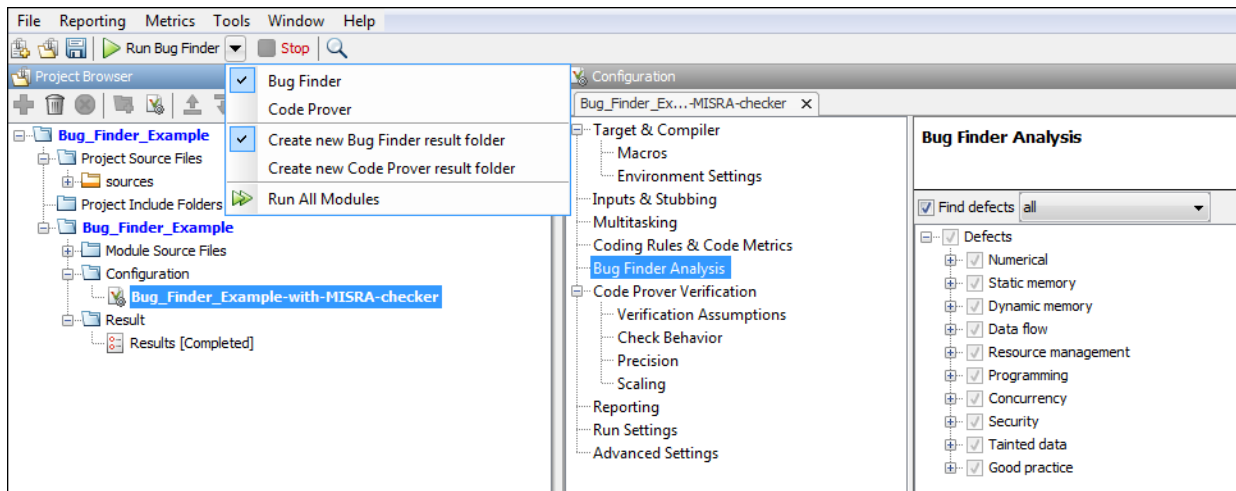 File Reporting Metrics Tools Window Help
Run Bug Finder Stop
Project Browser
Bug Finder
Code Prover
Create new Bug Finder result folder
Create new Code Prover result folder
Run All Modules
Bug_Finder_Example
Project Source Files
sources
Project Include Folders
Bug_Finder_Example
Module Source Files
Configuration
Bug_Finder_Example-with-MISRA-checker
Result
Results [Completed]
Configuration
Bug_Finder_Ex...-MISRA-checker X
Target & Compiler
Macros
Environment Settings
Inputs & Stubbing
Multitasking
Coding Rules & Code Metrics
Bug Finder Analysis
Code Prover Verification
Verification Assumptions
Check Behavior
Precision
Scaling
Reporting
Run Settings
Advanced Settings
Bug Finder Analysis
Find defects all
Defects
Numerical
Static memory
Dynamic memory
Data flow
Resource management
Programming
Concurrency
Security
Tainted data
Good practice